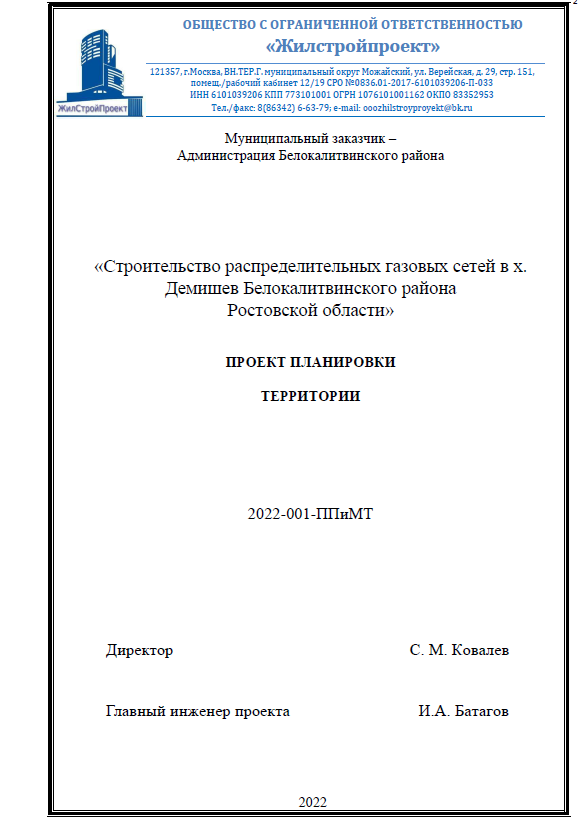 2
ОБЩЕСТВО С ОГРАНИЧЕННОЙ ОТВЕТСТВЕННОСТЬЮ
«Жилстройпроект»
ЖилСтройПроект
121357, г.Москва, ВН.ТЕР.Г. муниципальный округ Можайский, ул. Верейская, д. 29, стр. 151,
помещ./рабочий кабинет 12/19 СРО №0836.01-2017-6101039206-П-033
ИНН 6101039206 КПП 773101001 ОГРН 1076101001162 ОКПО 83352953
Тел./факс: 8(86342) 6-63-79; e-mail: ooozhilstroyproyekt@bk.ru
Муниципальный заказчик –
Администрация Белокалитвинского района
«Строительство распределительных газовых сетей в х.
Демишев Белокалитвинского района
Ростовской области»
ПРОЕКТ ПЛАНИРОВКИ
ТЕРРИТОРИИ
2022-001-ППиМТ
Директор С. М. Ковалев
Главный инженер проекта И.А. Батагов
2022